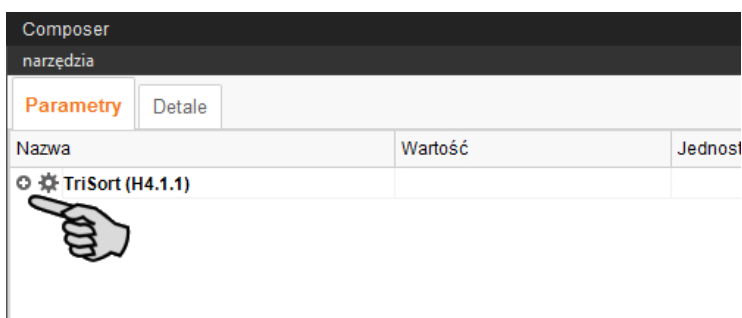 Composer
narzędzia
Parametry Detale
Nazwa Wartość Jednost
TriSort (H4.1.1)